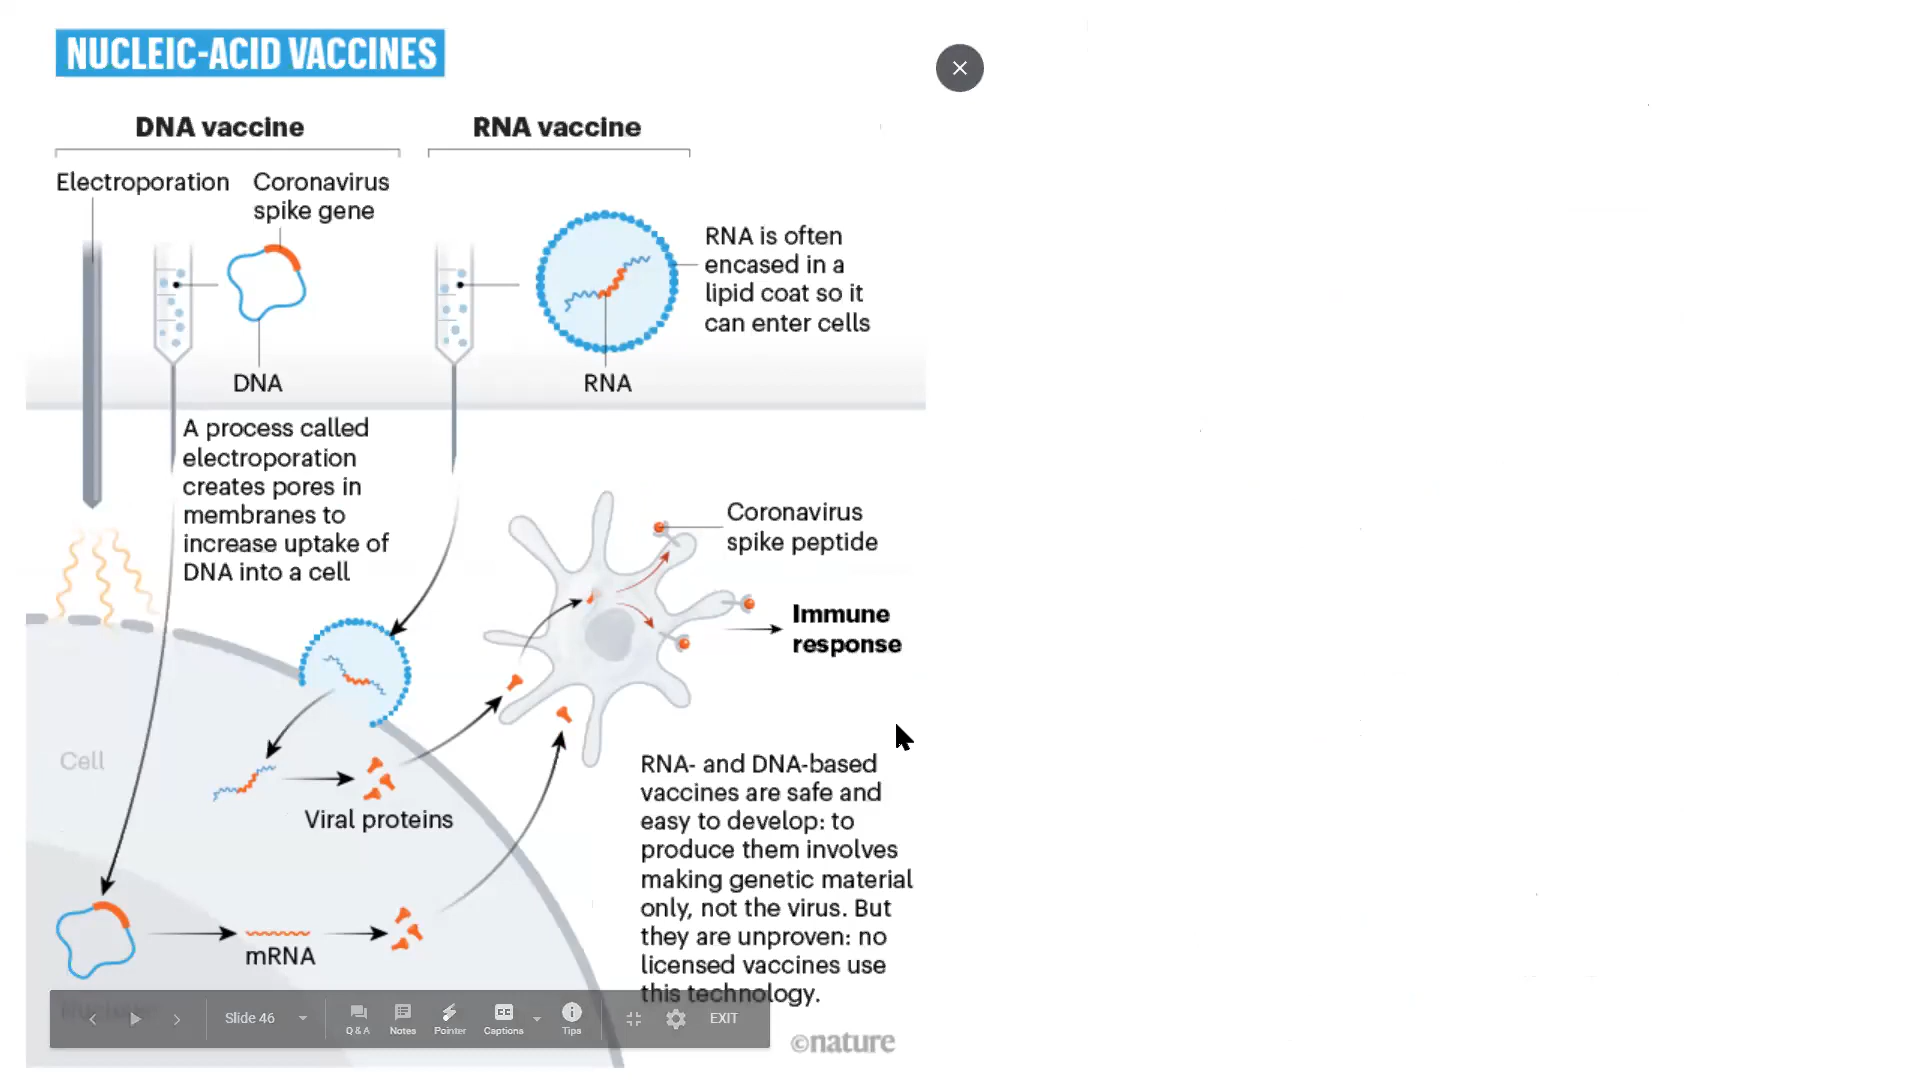 NUCLEIC-ACID VACCINES
DNA vaccine
RNA vaccine
Electroporation
Coronavirus
spike gene
RNA is often
encased in a
lipid coat so it
can enter cells
DNA
RNA
A process called
electroporation
creates pores in
membranes to
increase uptake of
DNA into a cell
Coronavirus
spike peptide
Immune
response
Cell
Viral proteins
RNA- and DNA-based
vaccines are safe and
easy to develop: to
produce them involves
making genetic material
only, not the virus. But
they are unproven: no
licensed vaccines use
this technology.
mRNA
Nucleus
Slide 46
Q & A
Notes
Pointer
CC
Captions
Tips
EXIT
©nature